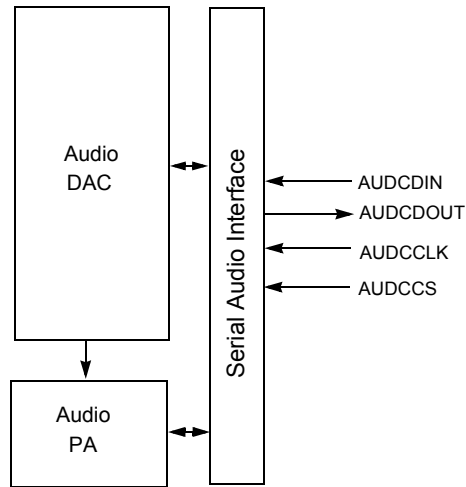 Audio
DAC
Serial Audio Interface
AUDCDIN
AUDCDOUT
AUDCCLK
AUDCCS
Audio
PA